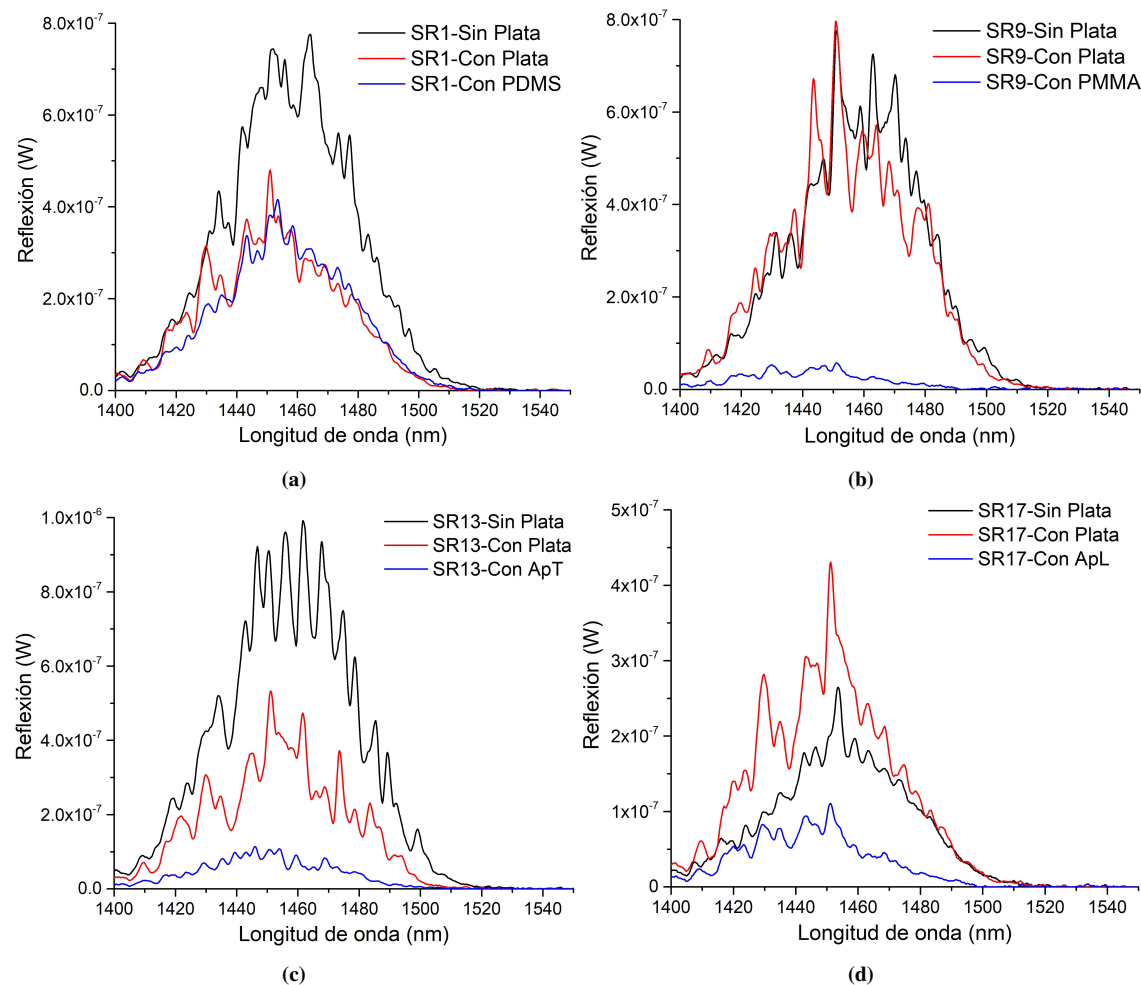 8.0x10⁻⁷
6.0x10⁻⁷
4.0x10⁻⁷
2.0x10⁻⁷
0.0
Reflexión (W)
SR1-Sin Plata
SR1-Con Plata
SR1-Con PDMS
1400 1420 1440 1460 1480 1500 1520 1540
Longitud de onda (nm)
(a)
8.0x10⁻⁷
6.0x10⁻⁷
4.0x10⁻⁷
2.0x10⁻⁷
0.0
Reflexión (W)
SR9-Sin Plata
SR9-Con Plata
SR9-Con PMMA
1400 1420 1440 1460 1480 1500 1520 1540
Longitud de onda (nm)
(b)
1.0x10⁻⁶
8.0x10⁻⁷
6.0x10⁻⁷
4.0x10⁻⁷
2.0x10⁻⁷
0.0
Reflexión (W)
SR13-Sin Plata
SR13-Con Plata
SR13-Con ApT
1400 1420 1440 1460 1480 1500 1520 1540
Longitud de onda (nm)
(c)
5x10⁻⁷
4x10⁻⁷
3x10⁻⁷
2x10⁻⁷
1x10⁻⁷
0
Reflexión (W)
SR17-Sin Plata
SR17-Con Plata
SR17-Con ApL
1400 1420 1440 1460 1480 1500 1520 1540
Longitud de onda (nm)
(d)